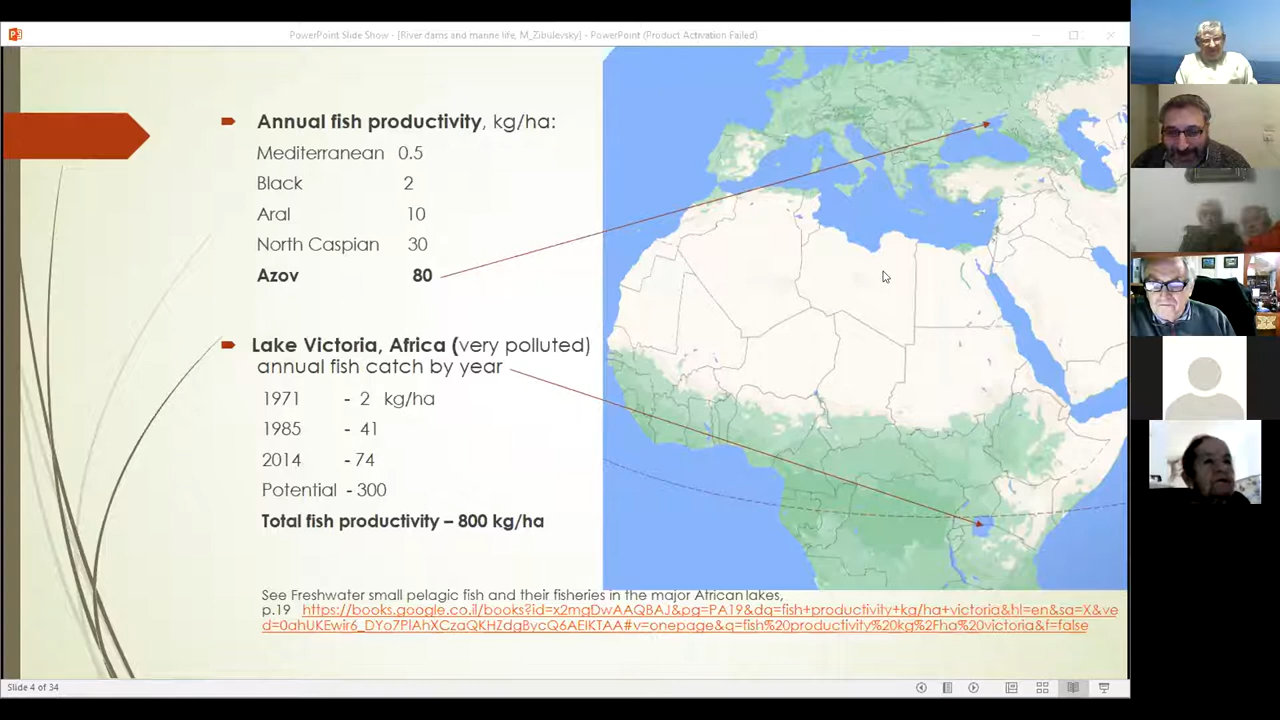 PowerPoint Slide Show - [River dams and marine life, M_Zibulevsky] - PowerPoint (Product Activation Failed)
Annual fish productivity, kg/ha:
Mediterranean 0.5
Black 2
Aral 10
North Caspian 30
Azov 80
Lake Victoria, Africa (very polluted)
annual fish catch by year
1971 - 2 kg/ha
1985 - 41
2014 - 74
Potential - 300
Total fish productivity – 800 kg/ha
See Freshwater small pelagic fish and their fisheries in the major African lakes,
p.19 https://books.google.co.il/books?id=x2mgDwAAQBAJ&pg=PA19&dq=fish+productivity+kg/ha+victoria&hl=en&sa=X&ve
d=0ahUKEwir6_DYo7PlAhXCzaQKHZdgBycQ6AEIKTAA#v=onepage&q=fish%20productivity%20kg%2Fha%20victoria&f=false
Slide 4 of 34